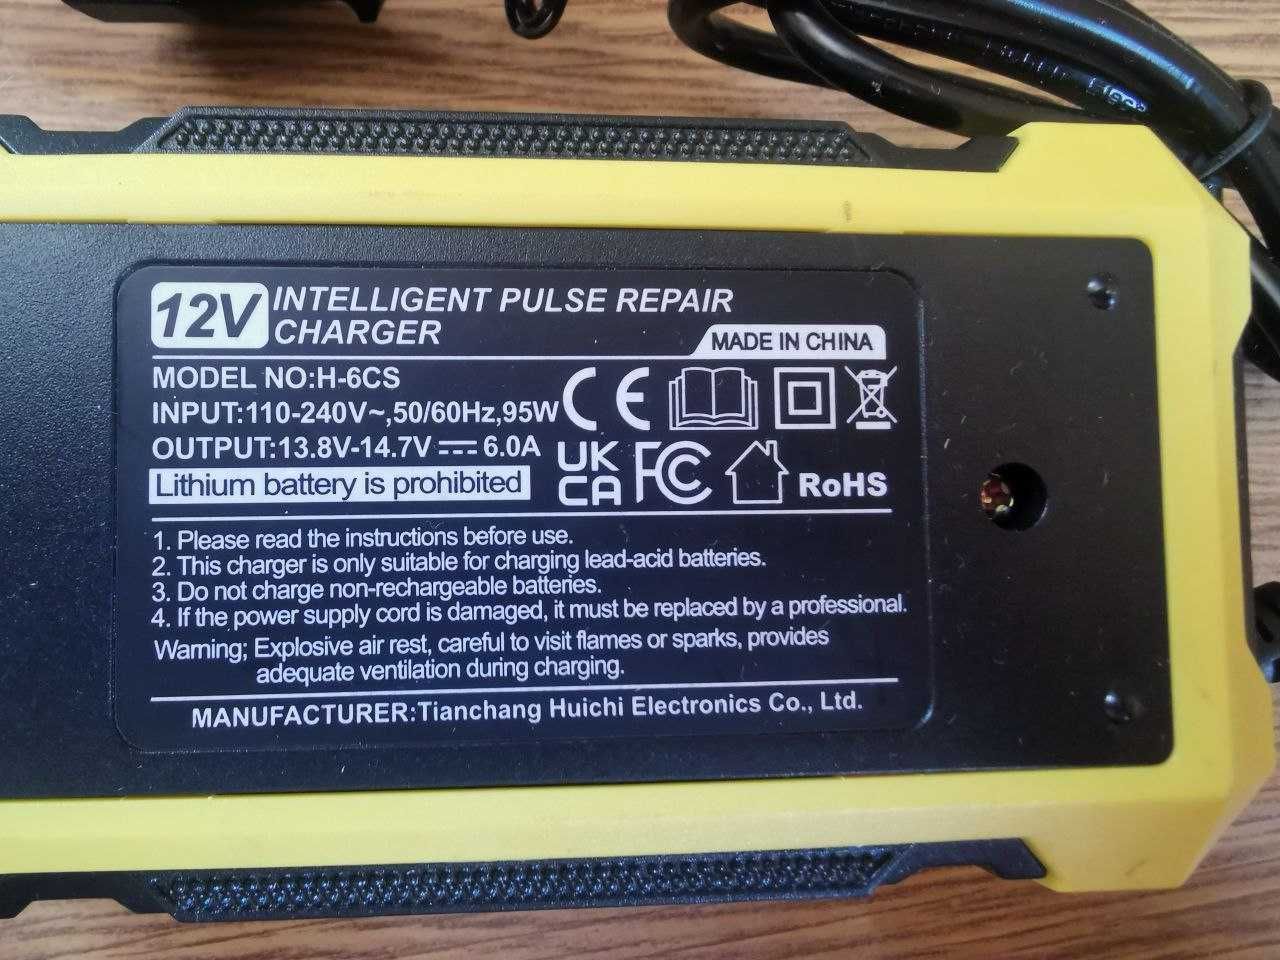 12V INTELLIGENT PULSE REPAIR
CHARGER
MADE IN CHINA
MODEL NO:H-6CS
INPUT:110-240V~,50/60Hz,95W
OUTPUT:13.8V-14.7V⎓6.0A
Lithium battery is prohibited
CE
UK
CA
FC
RoHS
1. Please read the instructions before use.
2. This charger is only suitable for charging lead-acid batteries.
3. Do not charge non-rechargeable batteries.
4. If the power supply cord is damaged, it must be replaced by a professional.
Warning; Explosive air rest, careful to visit flames or sparks, provides
adequate ventilation during charging.
MANUFACTURER:Tianchang Huichi Electronics Co., Ltd.